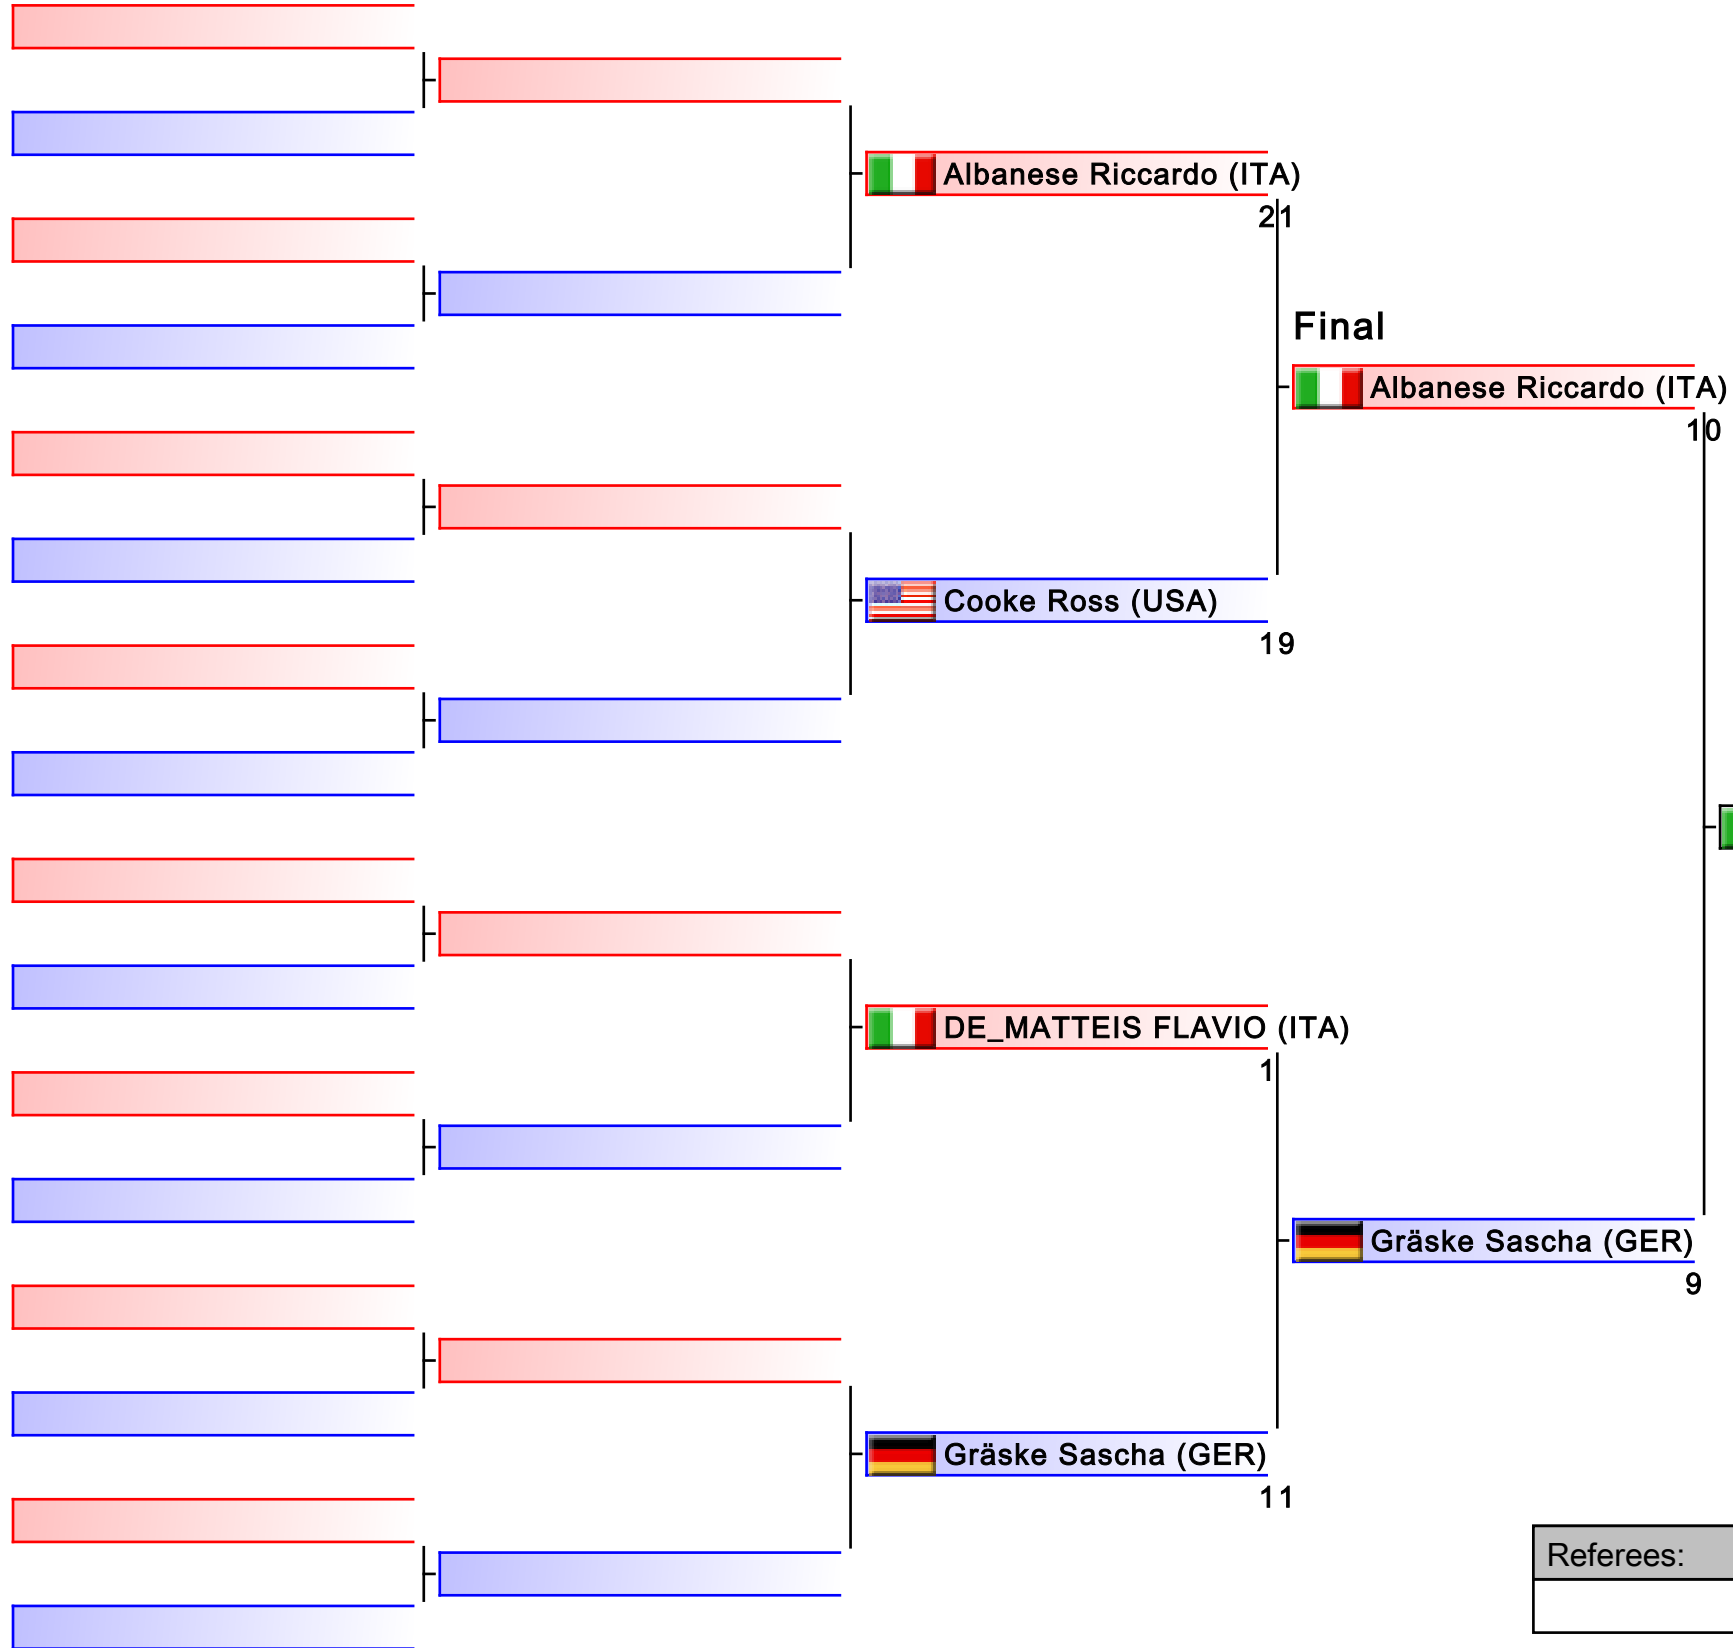 Albanese Riccardo (ITA)
21
Final
Albanese Riccardo (ITA)
10
Cooke Ross (USA)
19
DE_MATTEIS FLAVIO (ITA)
1
Gräske Sascha (GER)
9
Gräske Sascha (GER)
11
Referees: